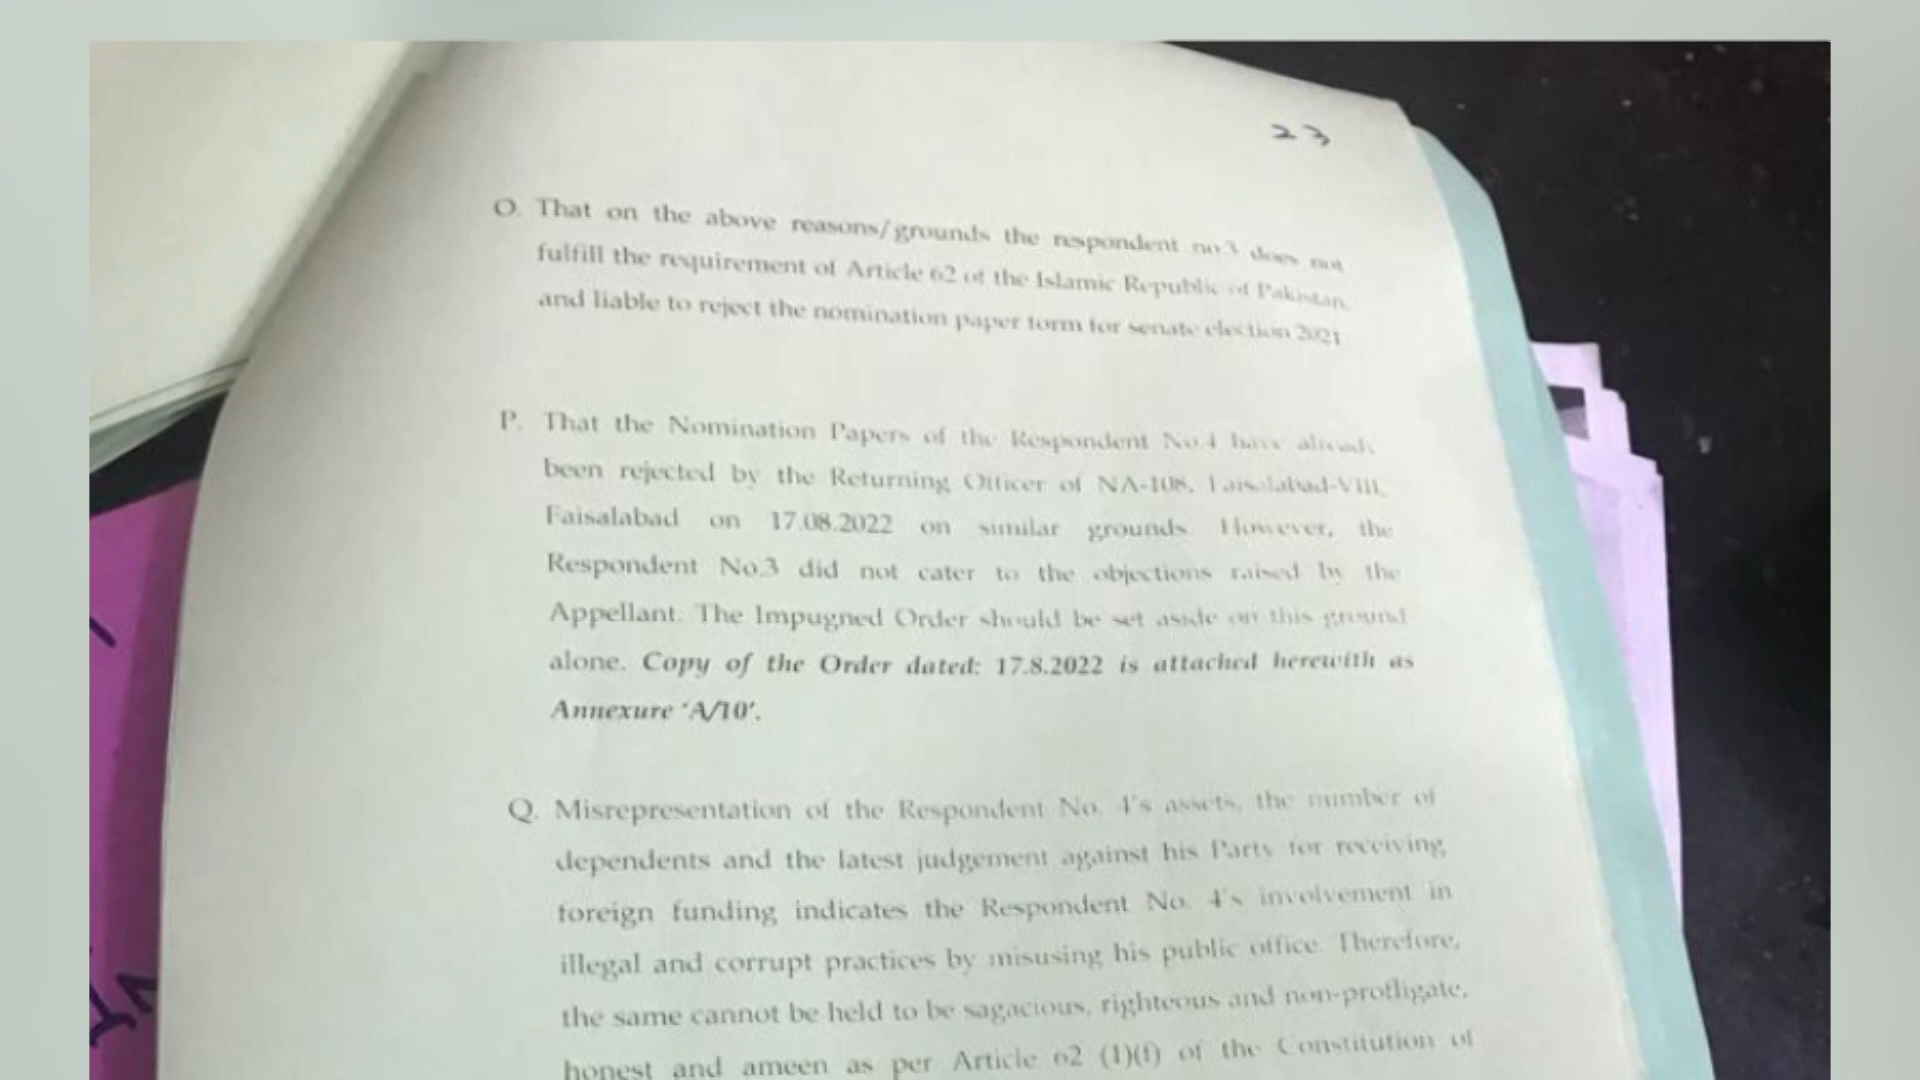 23
O. That on the above reasons/grounds the respondent no 3 does not
fulfill the requirement of Article 62 of the Islamic Republic of Pakistan,
and liable to reject the nomination paper form for senate election 2021
P. That the Nomination Papers of the Respondent No.4 have already
been rejected by the Returning Officer of NA-108, Faisalabad-VIII,
Faisalabad on 17.08.2022 on similar grounds. However, the
Respondent No.3 did not cater to the objections raised by the
Appellant. The Impugned Order should be set aside on this ground
alone. Copy of the Order dated: 17.8.2022 is attached herewith as
Annexure ‘A/10’.
Q. Misrepresentation of the Respondent No. 4's assets, the number of
dependents and the latest judgement against his Party for receiving
foreign funding indicates the Respondent No. 4's involvement in
illegal and corrupt practices by misusing his public office. Therefore,
the same cannot be held to be sagacious, righteous and non-profligate,
honest and ameen as per Article 62 (1)(f) of the Constitution of